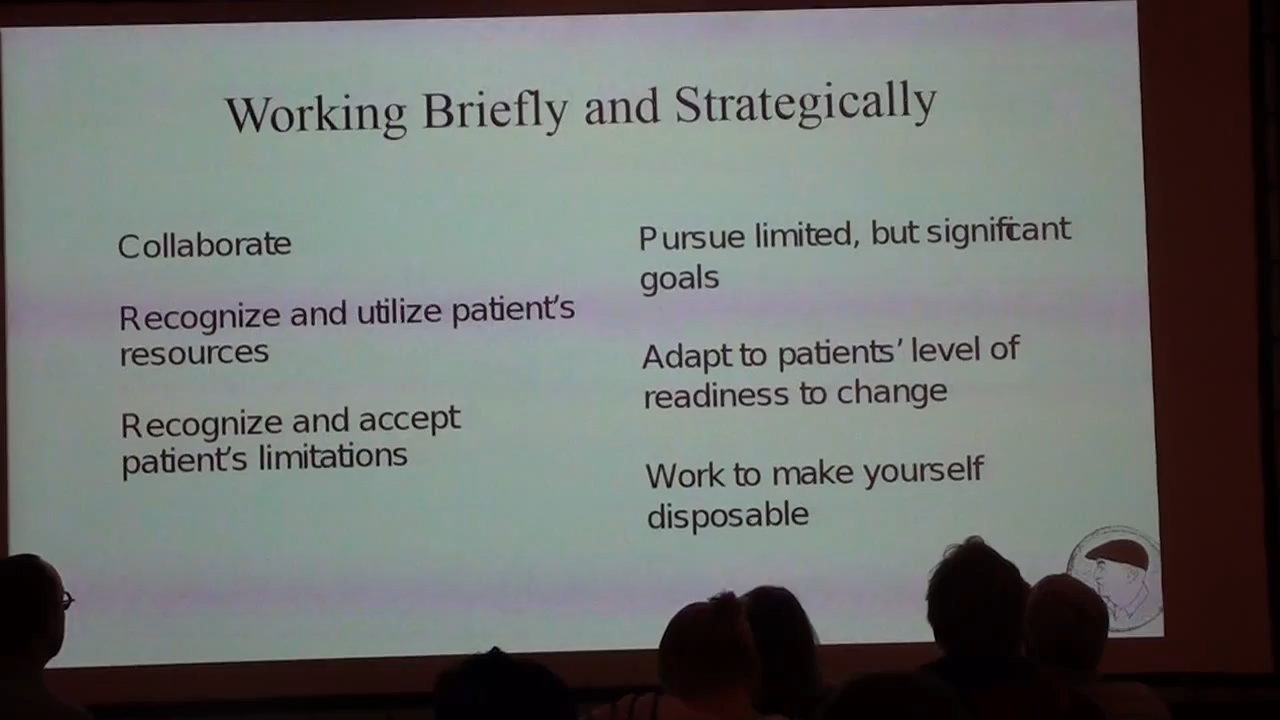 Working Briefly and Strategically
Collaborate
Recognize and utilize patient's
resources
Recognize and accept
patient's limitations
Pursue limited, but significant
goals
Adapt to patients' level of
readiness to change
Work to make yourself
disposable